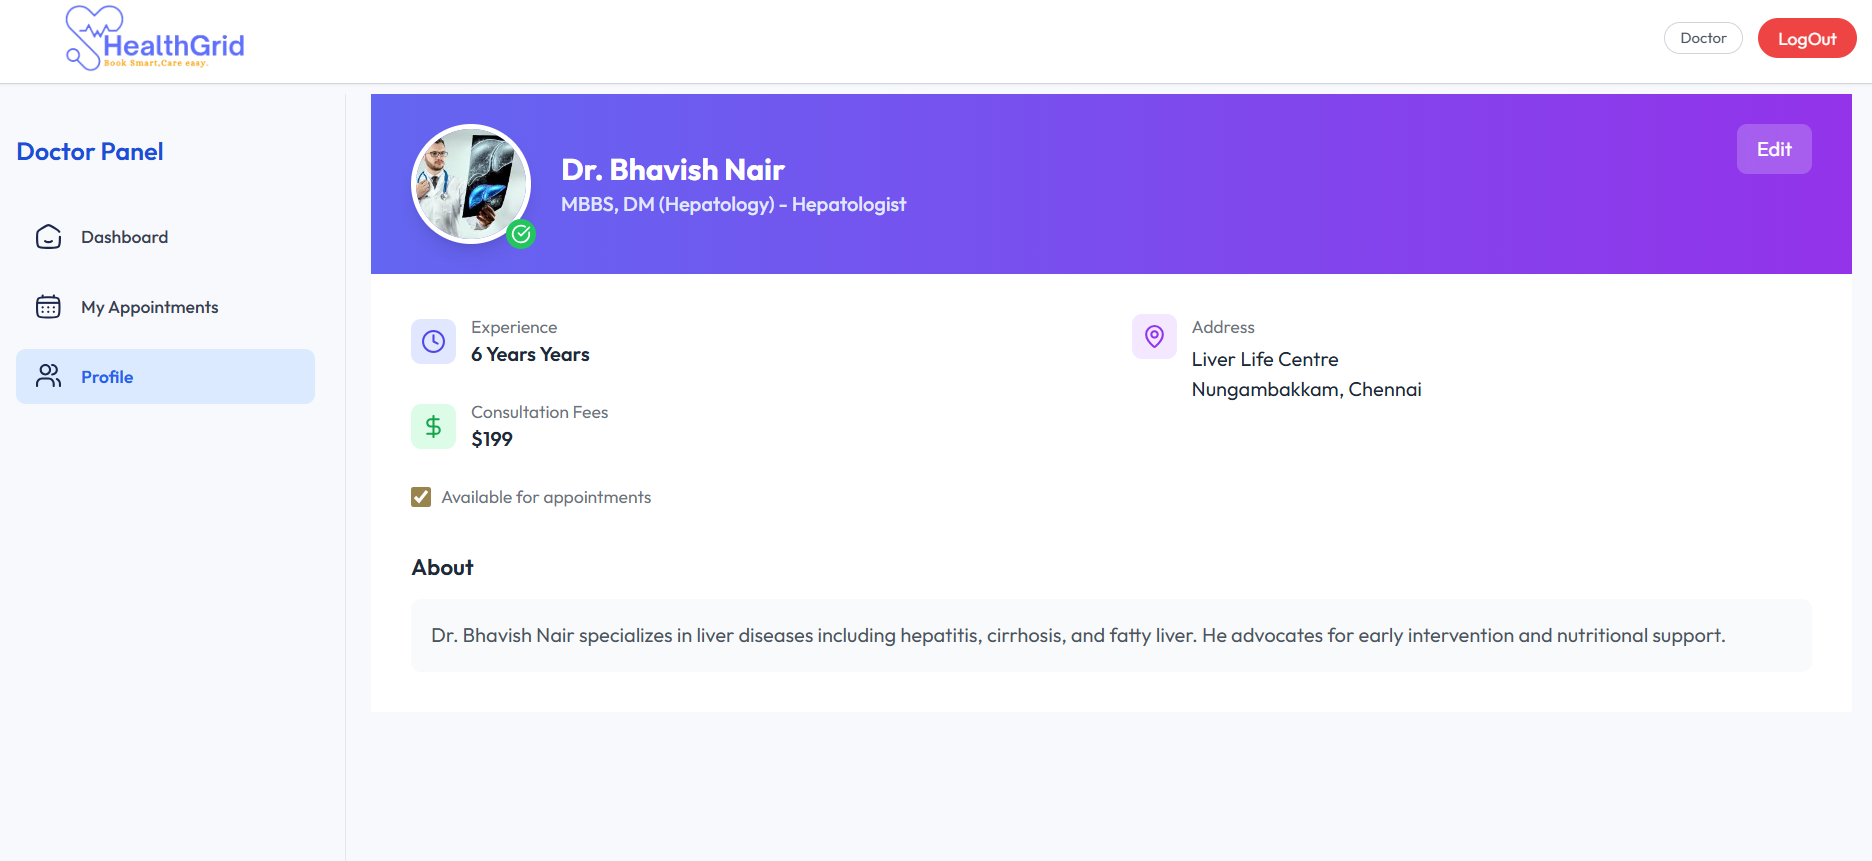 HealthGrid
Book Smart,Care easy.
Doctor
LogOut
Doctor Panel
Dashboard
My Appointments
Profile
Dr. Bhavish Nair
MBBS, DM (Hepatology) - Hepatologist
Edit
Experience
6 Years Years
Consultation Fees
$199
Available for appointments
Address
Liver Life Centre
Nungambakkam, Chennai
About
Dr. Bhavish Nair specializes in liver diseases including hepatitis, cirrhosis, and fatty liver. He advocates for early intervention and nutritional support.